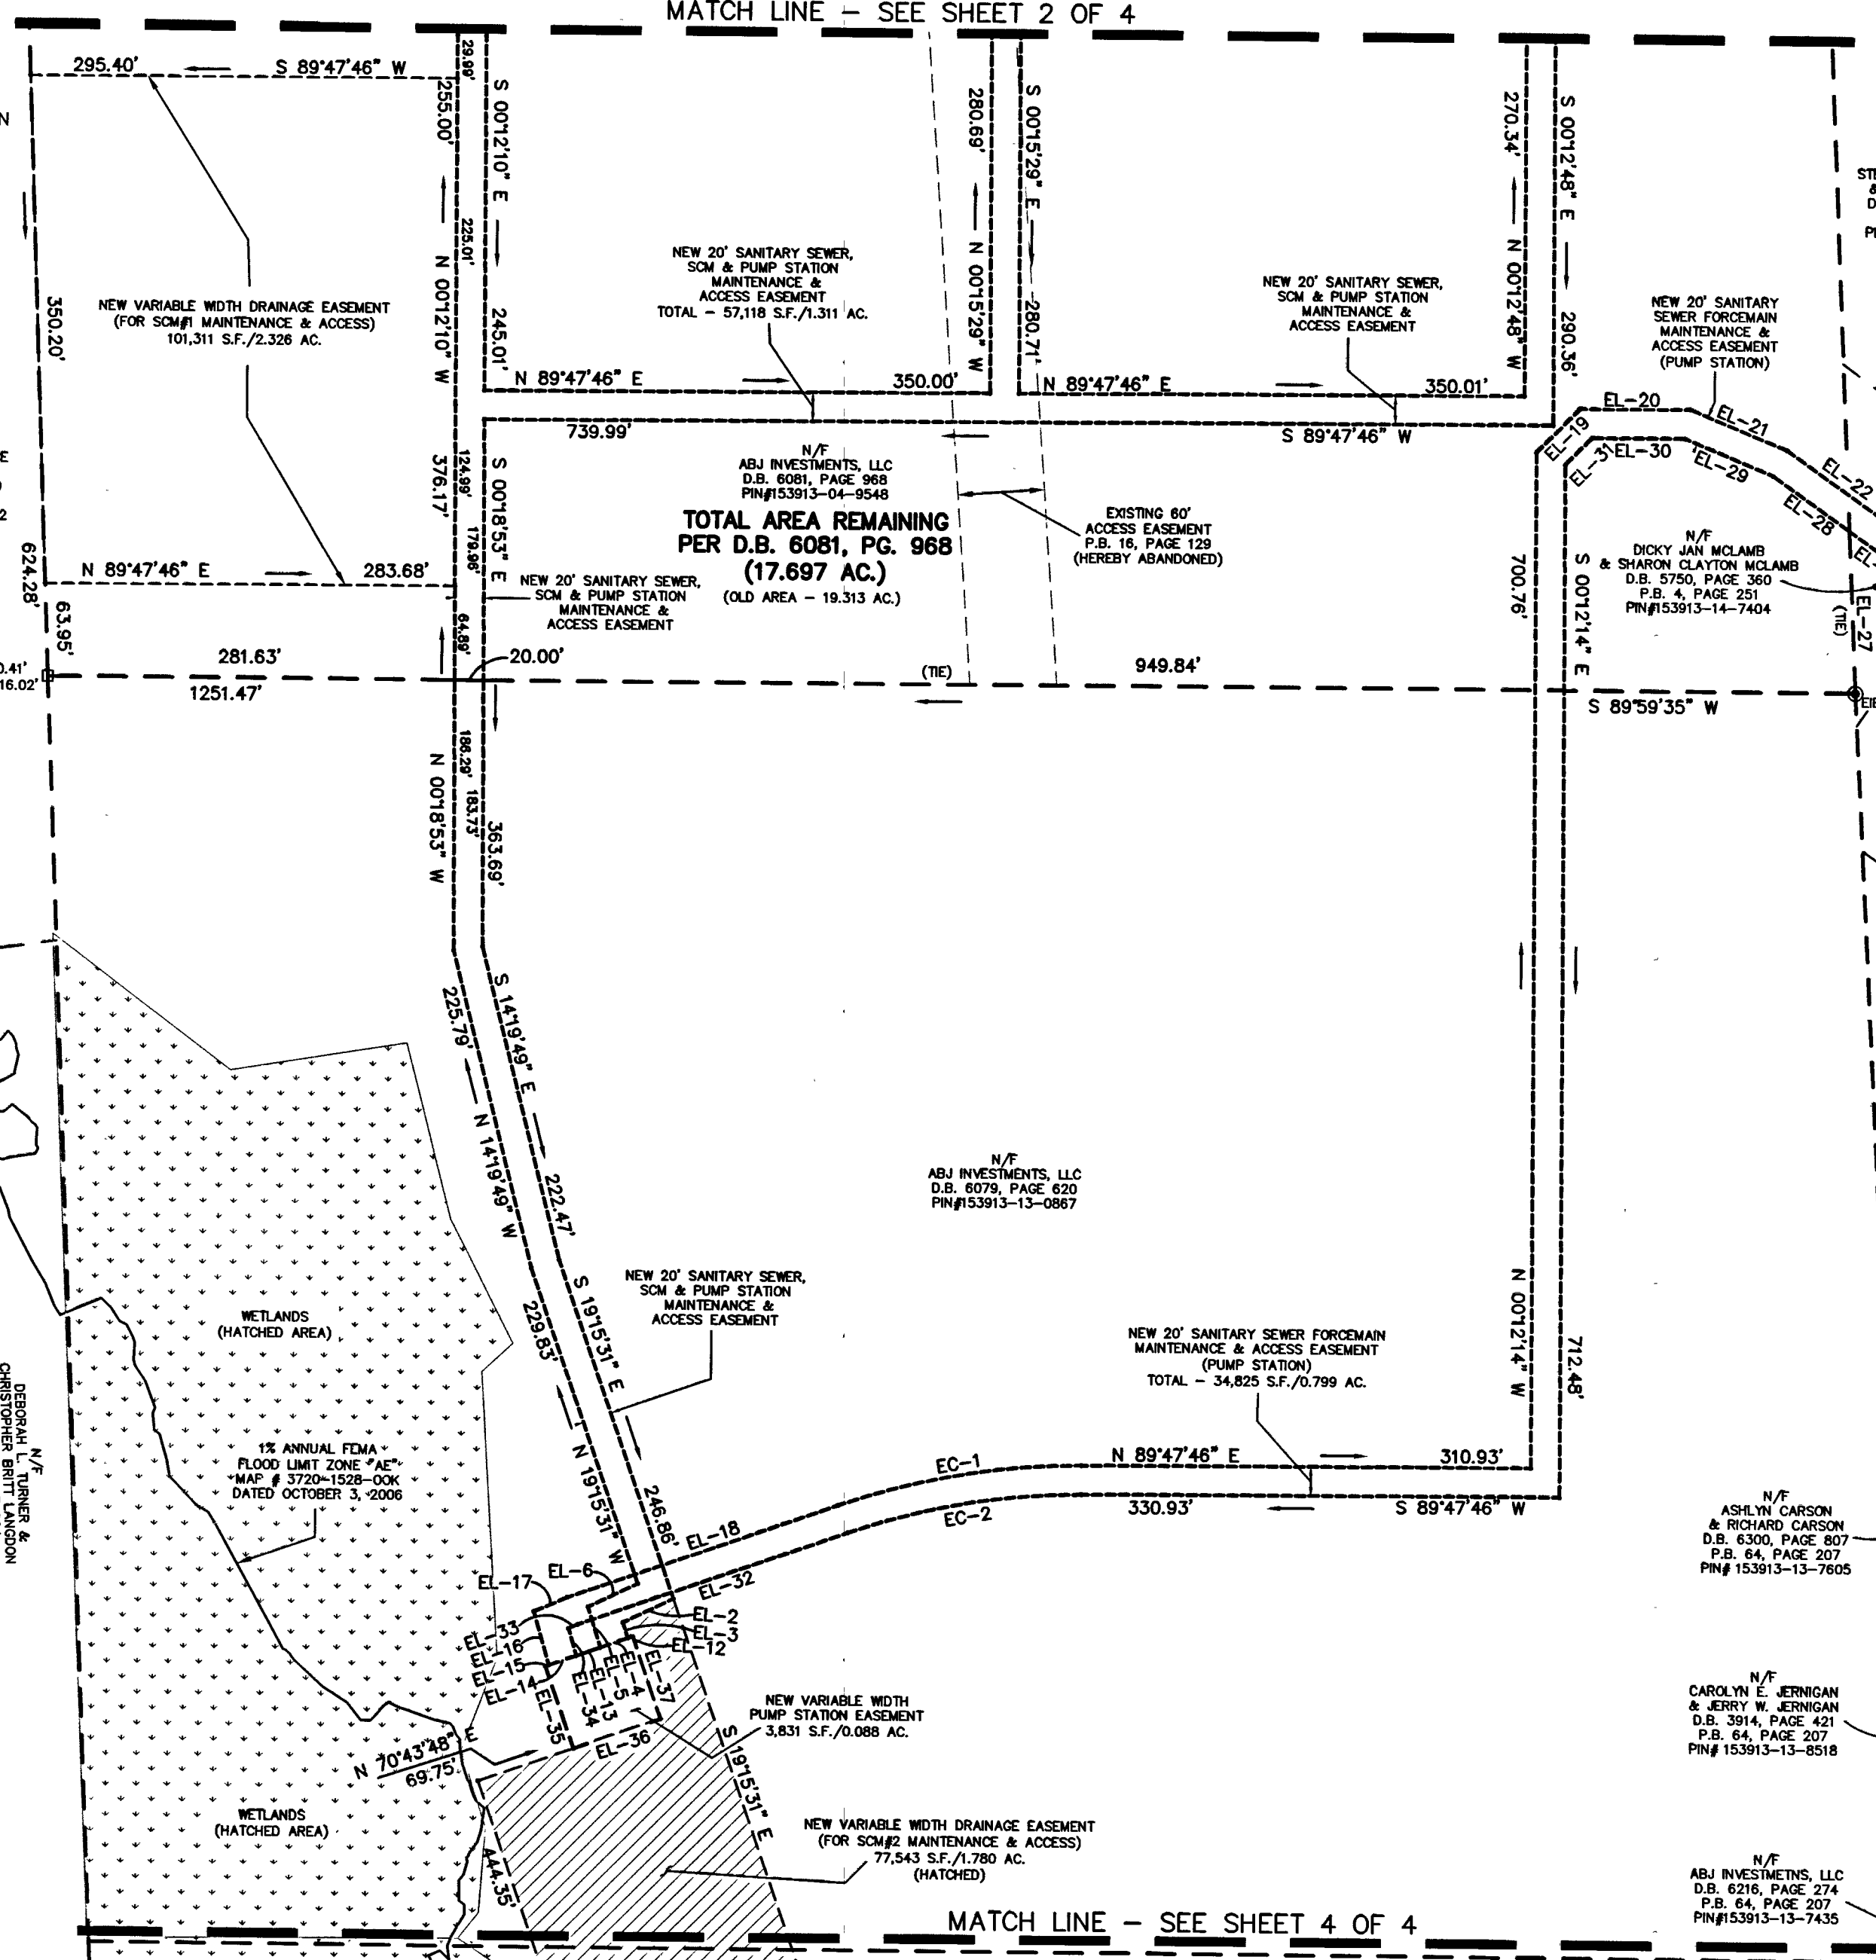 MATCH LINE – SEE SHEET 2 OF 4
295.40'
S 89°47'46" W
29.99'
255.00'
S 00°12'10" E
225.01'
N 00°12'10" W
245.01'
280.69'
S 00°15'29" E
N 00°15'29" W
280.71'
270.34'
S 00°12'48" E
N 00°12'48" W
290.36'
350.20'
NEW VARIABLE WIDTH DRAINAGE EASEMENT
(FOR SCM#1 MAINTENANCE & ACCESS)
101,311 S.F./2.326 AC.
NEW 20' SANITARY SEWER,
SCM & PUMP STATION
MAINTENANCE &
ACCESS EASEMENT
TOTAL – 57,118 S.F./1.311 AC.
NEW 20' SANITARY SEWER,
SCM & PUMP STATION
MAINTENANCE &
ACCESS EASEMENT
NEW 20' SANITARY
SEWER FORCEMAIN
MAINTENANCE &
ACCESS EASEMENT
(PUMP STATION)
N 89°47'46" E
350.00'
N 89°47'46" E
350.01'
739.99'
S 89°47'46" W
EL-19
EL-20
EL-21
EL-22
EL-31
EL-30
EL-29
EL-28
EL-27
(TIE)
124.99'
376.17'
179.96'
S 00°18'53" E
64.89'
N/F
ABJ INVESTMENTS, LLC
D.B. 6081, PAGE 968
PIN#153913-04-9548
TOTAL AREA REMAINING
PER D.B. 6081, PG. 968
(17.697 AC.)
(OLD AREA – 19.313 AC.)
EXISTING 60'
ACCESS EASEMENT
P.B. 16, PAGE 129
(HEREBY ABANDONED)
N/F
DICKY JAN MCLAMB
& SHARON CLAYTON MCLAMB
D.B. 5750, PAGE 360
P.B. 4, PAGE 251
PIN#153913-14-7404
700.76'
S 00°12'14" E
624.28'
63.95'
N 89°47'46" E
283.68'
NEW 20' SANITARY SEWER,
SCM & PUMP STATION
MAINTENANCE &
ACCESS EASEMENT
281.63'
20.00'
(TIE)
949.84'
16.02'
1251.47'
S 89°59'35" W
186.29'
183.73'
N 00°18'53" W
363.69'
225.79'
S 14°19'49" E
N 14°19'49" W
222.47'
N/F
ABJ INVESTMENTS, LLC
D.B. 6079, PAGE 620
PIN#153913-13-0867
S 19°15'31" E
229.83'
NEW 20' SANITARY SEWER,
SCM & PUMP STATION
MAINTENANCE &
ACCESS EASEMENT
WETLANDS
(HATCHED AREA)
N 00°12'14" W
712.48'
NEW 20' SANITARY SEWER FORCEMAIN
MAINTENANCE & ACCESS EASEMENT
(PUMP STATION)
TOTAL – 34,825 S.F./0.799 AC.
N/F
DEBORAH L. TURNER &
CHRISTOPHER BRITT LANGDON
1% ANNUAL FEMA
FLOOD LIMIT ZONE "AE"
MAP # 3720-1528-00K
DATED OCTOBER 3, 2006
N 19°15'31" W
246.86'
EC-1
N 89°47'46" E
310.93'
EC-2
330.93'
S 89°47'46" W
EL-18
EL-32
N/F
ASHLYN CARSON
& RICHARD CARSON
D.B. 6300, PAGE 807
P.B. 64, PAGE 207
PIN# 153913-13-7605
EL-17
EL-6
EL-2
EL-3
EL-12
EL-33
EL-16
EL-15
EL-14
EL-35
EL-34
EL-13
EL-5
EL-4
EL-37
EL-36
NEW VARIABLE WIDTH
PUMP STATION EASEMENT
3,831 S.F./0.088 AC.
N/F
CAROLYN E. JERNIGAN
& JERRY W. JERNIGAN
D.B. 3914, PAGE 421
P.B. 64, PAGE 207
PIN# 153913-13-8518
N 70°43'48" E
69.75'
S 19°15'31" E
WETLANDS
(HATCHED AREA)
NEW VARIABLE WIDTH DRAINAGE EASEMENT
(FOR SCM#2 MAINTENANCE & ACCESS)
77,543 S.F./1.780 AC.
(HATCHED)
444.35'
N/F
ABJ INVESTMETNS, LLC
D.B. 6216, PAGE 274
P.B. 64, PAGE 207
PIN#153913-13-7435
MATCH LINE – SEE SHEET 4 OF 4